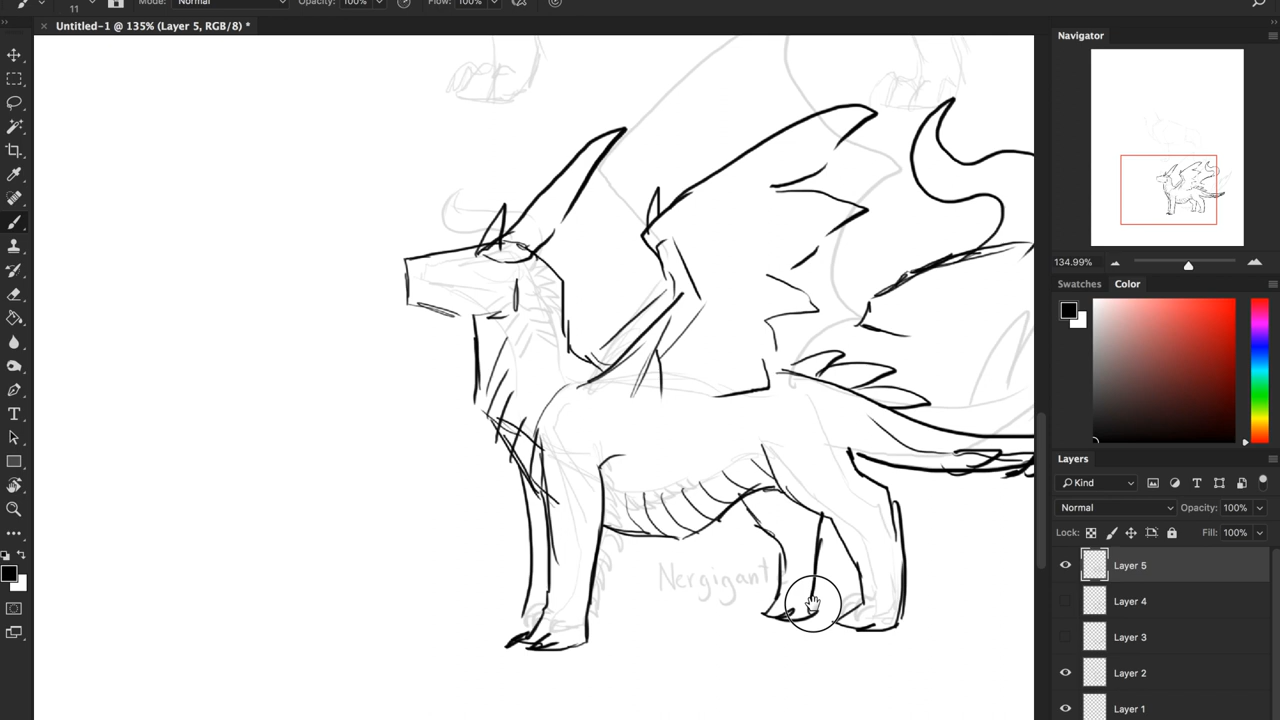 11
Mode: Normal
Opacity: 100%
Flow: 100%
Untitled-1 @ 135% (Layer 5, RGB/8) *
Navigator
134.99%
Swatches Color
Layers
Kind
Normal Opacity: 100%
Lock: Fill: 100%
Layer 5
Layer 4
Layer 3
Layer 2
Layer 1
Nergigant